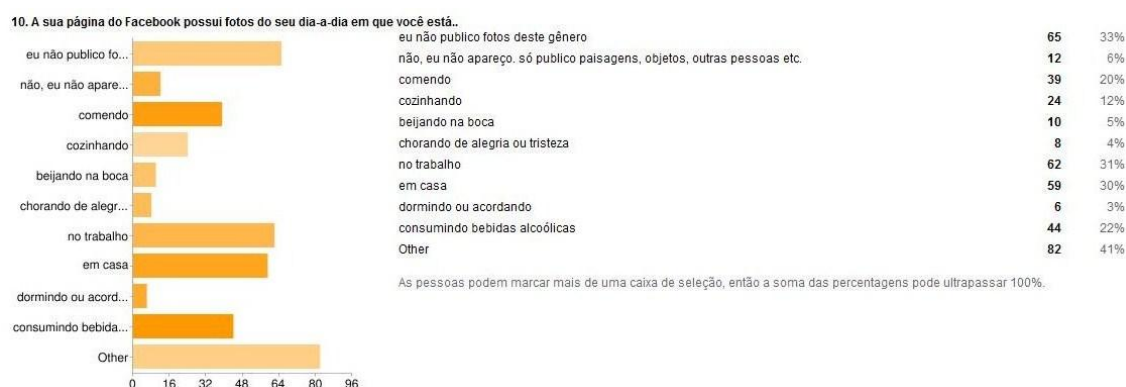 10. A sua página do Facebook possui fotos do seu dia-a-dia em que você está..
eu não publico fo...
não, eu não apare...
comendo
cozinhando
beijando na boca
chorando de alegr...
no trabalho
em casa
dormindo ou acord...
consumindo bebida...
Other
0 16 32 48 64 80 96
eu não publico fotos deste gênero 65 33%
não, eu não apareço. só publico paisagens, objetos, outras pessoas etc. 12 6%
comendo 39 20%
cozinhando 24 12%
beijando na boca 10 5%
chorando de alegria ou tristeza 8 4%
no trabalho 62 31%
em casa 59 30%
dormindo ou acordando 6 3%
consumindo bebidas alcoólicas 44 22%
Other 82 41%
As pessoas podem marcar mais de uma caixa de seleção, então a soma das percentagens pode ultrapassar 100%.